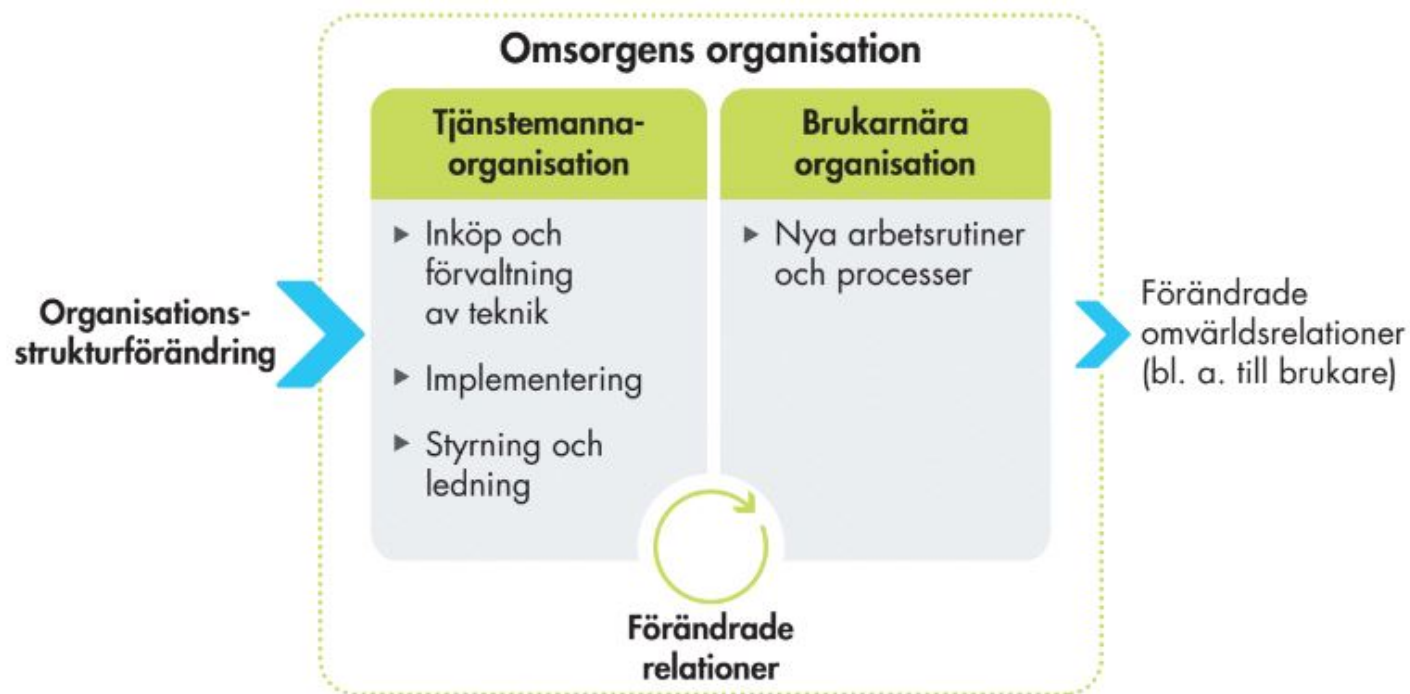 Omsorgens organisation
Tjänstemanna-
organisation
Brukarnära
organisation
Inköp och
förvaltning
av teknik
Implementering
Styrning och
ledning
Nya arbetsrutiner
och processer
Organisations-
strukturförändring
Förändrade
omvärldsrelationer
(bl. a. till brukare)
Förändrade
relationer